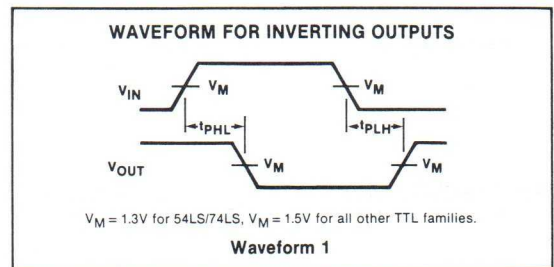 WAVEFORM FOR INVERTING OUTPUTS
VIN
VM
VM
tPHL
tPLH
VOUT
VM
VM
VM = 1.3V for 54LS/74LS, VM = 1.5V for all other TTL families.
Waveform 1